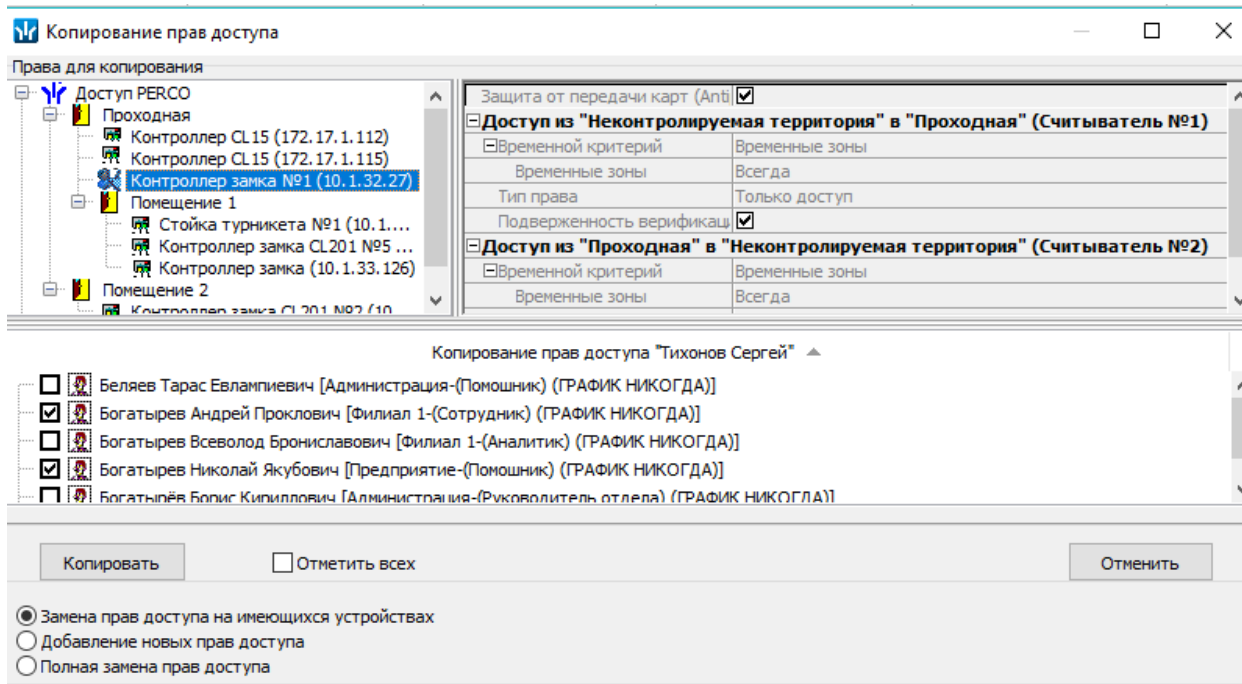 Копирование прав доступа
Права для копирования
Доступ PERCO
Проходная
Контроллер CL15 (172.17.1.112)
Контроллер CL15 (172.17.1.115)
Контроллер замка №1 (10.1.32.27)
Помещение 1
Стойка турникета №1 (10.1....
Контроллер замка CL201 №5 ...
Контроллер замка (10.1.33.126)
Помещение 2
Контроллер замка CL201 №2 (10
Защита от передачи карт (Anti
Доступ из "Неконтролируемая территория" в "Проходная" (Считыватель №1)
Временной критерий Временные зоны
Временные зоны Всегда
Тип права Только доступ
Подверженность верификаци
Доступ из "Проходная" в "Неконтролируемая территория" (Считыватель №2)
Временной критерий Временные зоны
Временные зоны Всегда
Копирование прав доступа "Тихонов Сергей"
Беляев Тарас Евлампиевич [Администрация-(Помошник) (ГРАФИК НИКОГДА)]
Богатырев Андрей Проклович [Филиал 1-(Сотрудник) (ГРАФИК НИКОГДА)]
Богатырев Всеволод Брониславович [Филиал 1-(Аналитик) (ГРАФИК НИКОГДА)]
Богатырев Николай Якубович [Предприятие-(Помошник) (ГРАФИК НИКОГДА)]
Богатырёв Борис Кириллович [Администрация-(Руководитель отдела) (ГРАФИК НИКОГДА)]
Копировать Отметить всех Отменить
Замена прав доступа на имеющихся устройствах
Добавление новых прав доступа
Полная замена прав доступа